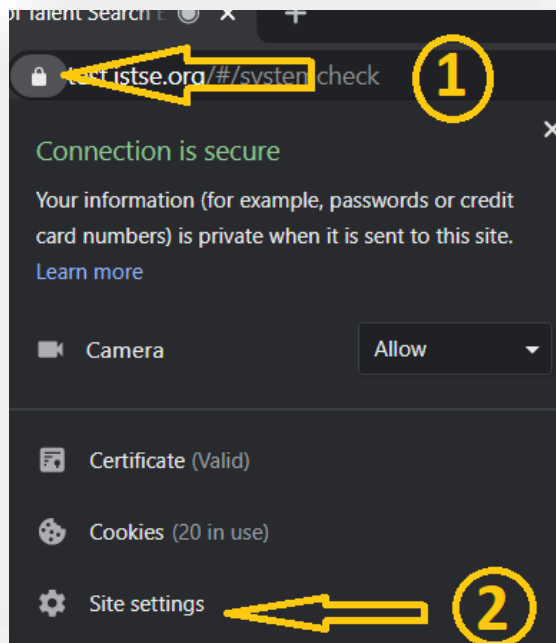 of Talent Search E
1
test.istse.org/#/systemcheck
Connection is secure
Your information (for example, passwords or credit
card numbers) is private when it is sent to this site.
Learn more
Camera
Allow
Certificate (Valid)
Cookies (20 in use)
Site settings
2